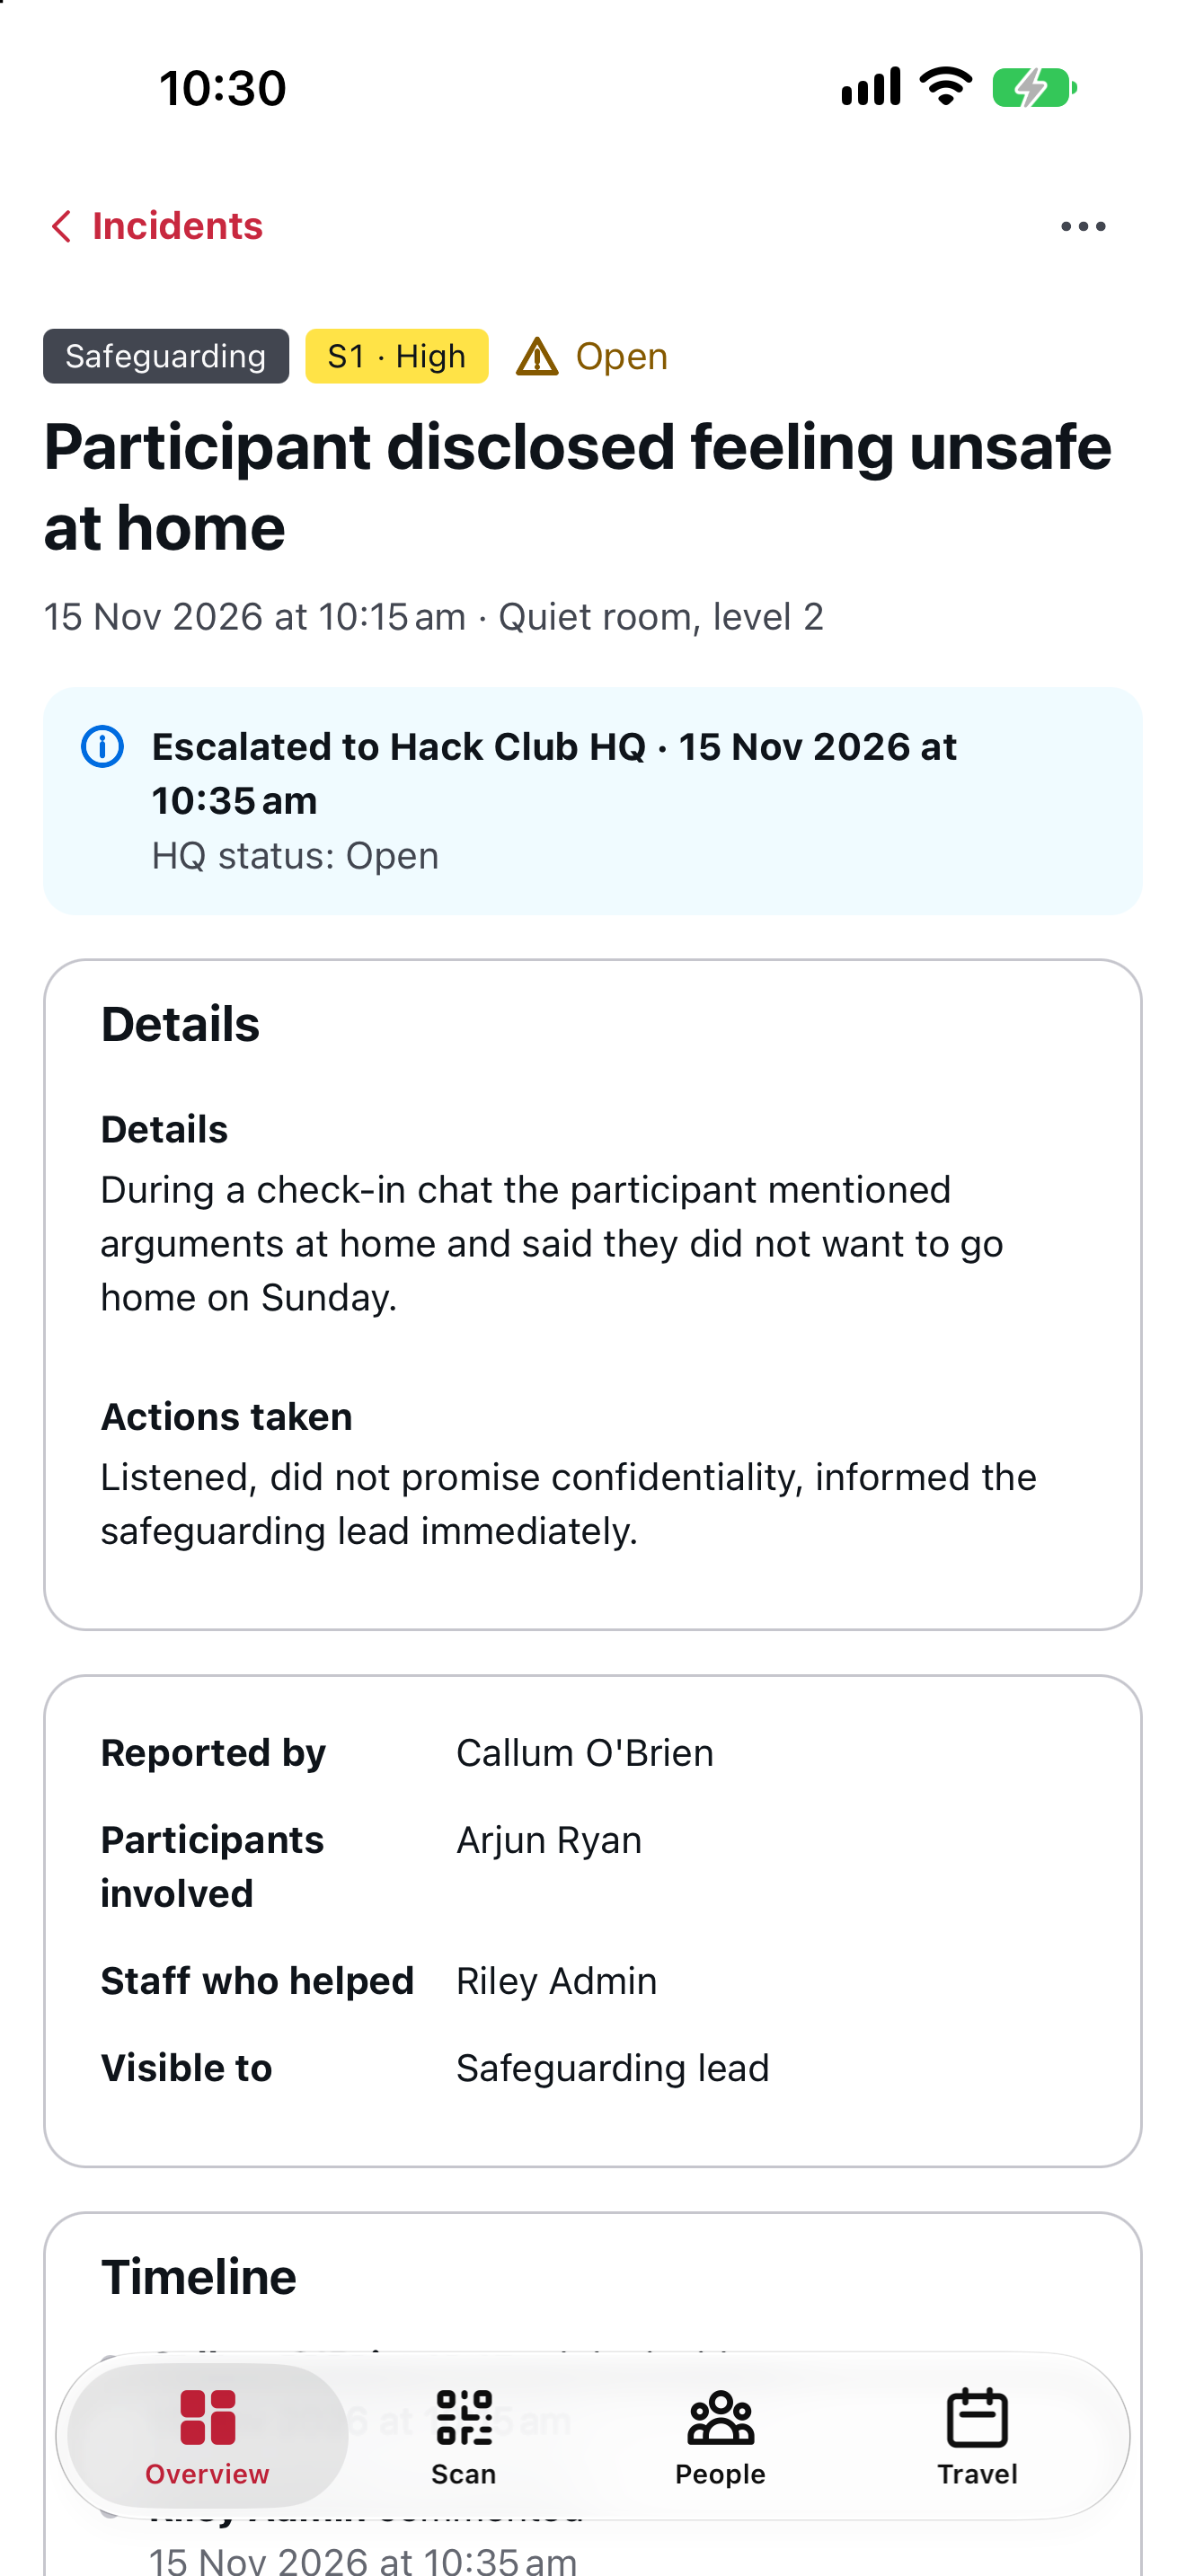 10:30
Incidents
Safeguarding
S1 · High
Open
Participant disclosed feeling unsafe
at home
15 Nov 2026 at 10:15 am · Quiet room, level 2
Escalated to Hack Club HQ · 15 Nov 2026 at
10:35 am
HQ status: Open
Details
Details
During a check-in chat the participant mentioned
arguments at home and said they did not want to go
home on Sunday.
Actions taken
Listened, did not promise confidentiality, informed the
safeguarding lead immediately.
Reported by
Callum O'Brien
Participants
involved
Arjun Ryan
Staff who helped
Riley Admin
Visible to
Safeguarding lead
Timeline
Overview
Scan
People
Travel
Riley Admin commented
15 Nov 2026 at 10:35 am